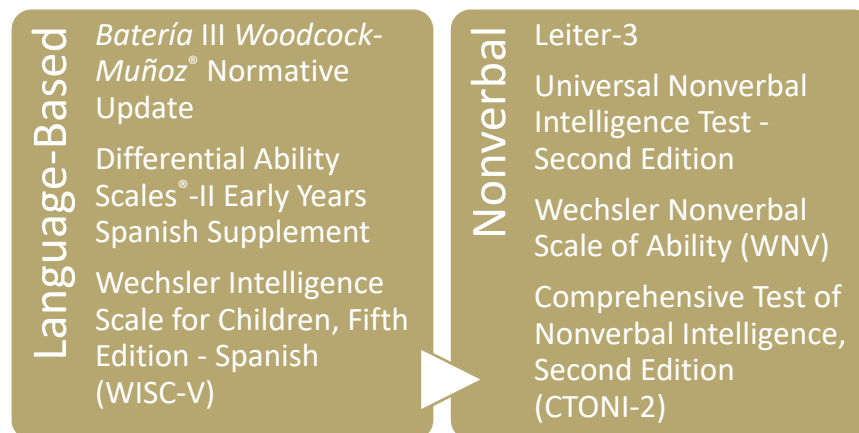 Language-Based
Batería III Woodcock-
Muñoz® Normative
Update
Differential Ability
Scales®-II Early Years
Spanish Supplement
Wechsler Intelligence
Scale for Children, Fifth
Edition - Spanish
(WISC-V)
Nonverbal
Leiter-3
Universal Nonverbal
Intelligence Test -
Second Edition
Wechsler Nonverbal
Scale of Ability (WNV)
Comprehensive Test of
Nonverbal Intelligence,
Second Edition
(CTONI-2)